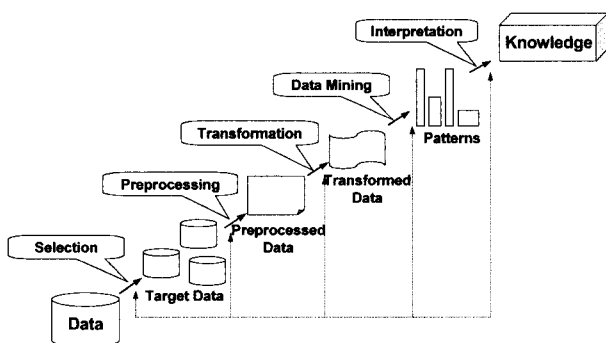 Interpretation
Knowledge
Data Mining
Patterns
Transformation
Transformed
Data
Preprocessing
Preprocessed
Data
Selection
Target Data
Data